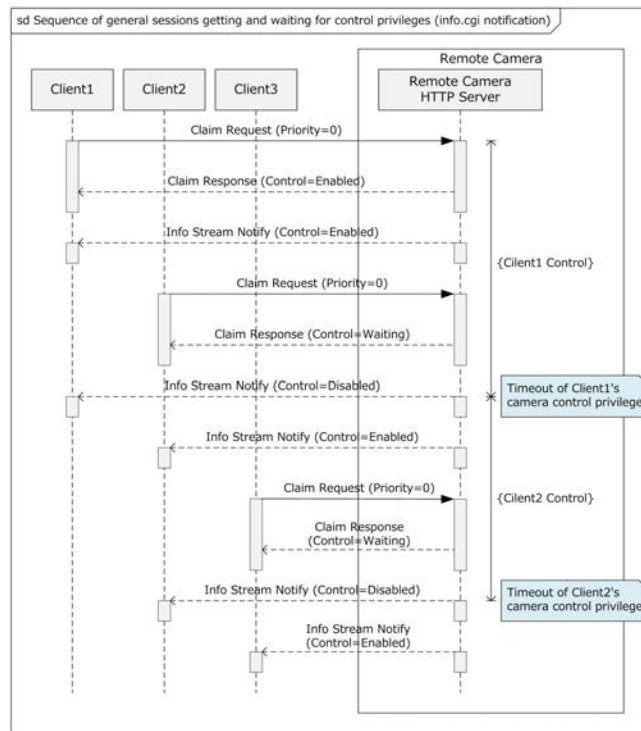 sd Sequence of general sessions getting and waiting for control privileges (info.cgi notification)
Remote Camera
Client1
Client2
Client3
Remote Camera
HTTP Server
Claim Request (Priority=0)
Claim Response (Control=Enabled)
Info Stream Notify (Control=Enabled)
{Cilent1 Control}
Claim Request (Priority=0)
Claim Response (Control=Waiting)
Info Stream Notify (Control=Disabled)
Timeout of Client1's
camera control privilege
Info Stream Notify (Control=Enabled)
Claim Request (Priority=0)
{Cilent2 Control}
Claim Response
(Control=Waiting)
Info Stream Notify (Control=Disabled)
Timeout of Client2's
camera control privilege
Info Stream Notify
(Control=Enabled)